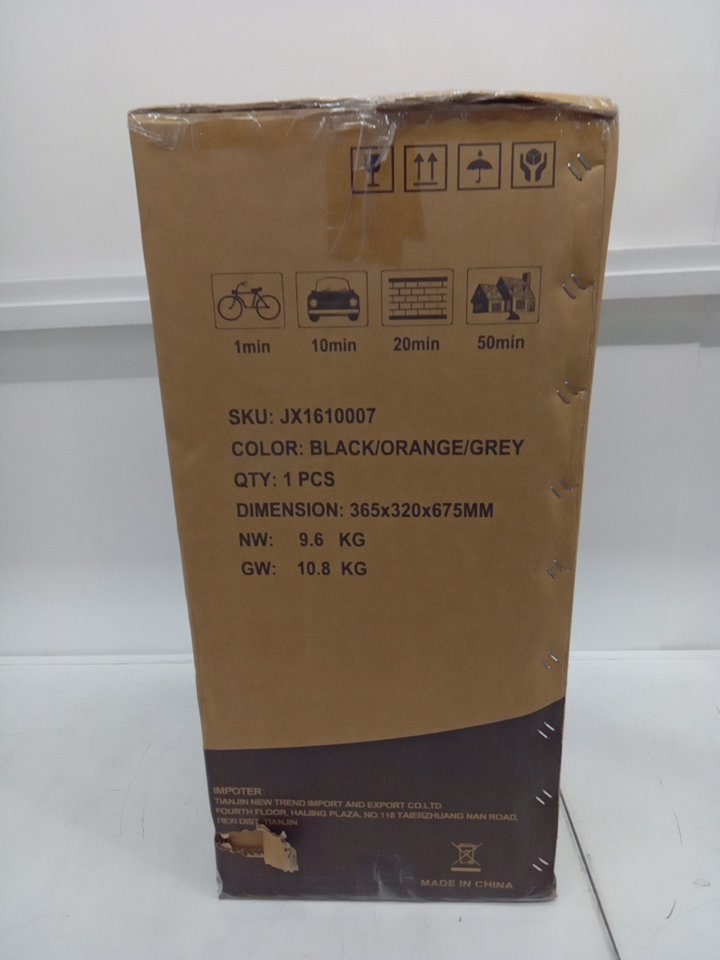 1min 10min 20min 50min
SKU: JX1610007
COLOR: BLACK/ORANGE/GREY
QTY: 1 PCS
DIMENSION: 365x320x675MM
NW: 9.6 KG
GW: 10.8 KG
IMPOTER:
TIANJIN NEW TREND IMPORT AND EXPORT CO.LTD.
FOURTH FLOOR, HAIJING PLAZA, NO.118 TAIERZHUANG NAN ROAD,
HEXI DIST, TIANJIN
MADE IN CHINA